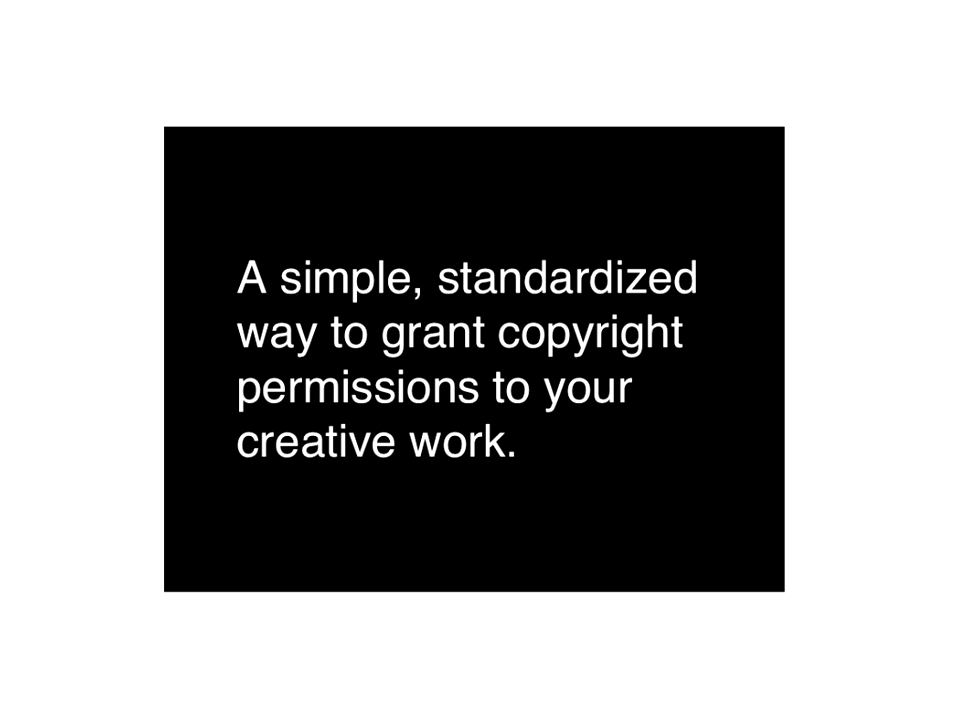 A simple, standardized
way to grant copyright
permissions to your
creative work.